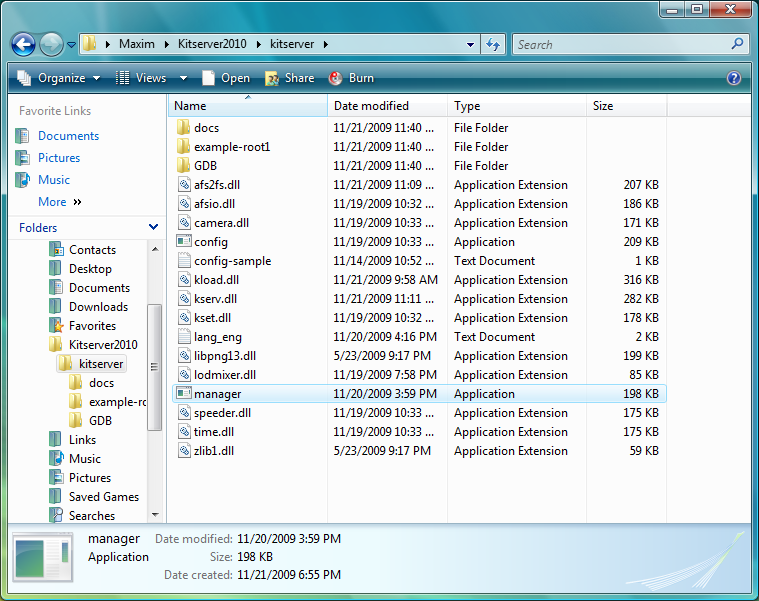 Maxim Kitserver2010 kitserver
Search
Organize Views Open Share Burn
Favorite Links
Documents
Pictures
Music
More »
Folders
Contacts
Desktop
Documents
Downloads
Favorites
Kitserver2010
kitserver
docs
example-ro
GDB
Links
Music
Pictures
Saved Games
Searches
Name Date modified Type Size
docs 11/21/2009 11:40 ... File Folder
example-root1 11/21/2009 11:40 ... File Folder
GDB 11/21/2009 11:40 ... File Folder
afs2fs.dll 11/21/2009 11:09 ... Application Extension 207 KB
afsio.dll 11/19/2009 10:32 ... Application Extension 186 KB
camera.dll 11/19/2009 10:33 ... Application Extension 171 KB
config 11/19/2009 10:33 ... Application 209 KB
config-sample 11/14/2009 10:52 ... Text Document 1 KB
kload.dll 11/21/2009 9:58 AM Application Extension 316 KB
kserv.dll 11/21/2009 11:11 ... Application Extension 282 KB
kset.dll 11/19/2009 10:32 ... Application Extension 178 KB
lang_eng 11/20/2009 4:16 PM Text Document 2 KB
libpng13.dll 5/23/2009 9:17 PM Application Extension 199 KB
lodmixer.dll 11/19/2009 7:58 PM Application Extension 85 KB
manager 11/20/2009 3:59 PM Application 198 KB
speeder.dll 11/19/2009 10:33 ... Application Extension 175 KB
time.dll 11/19/2009 10:33 ... Application Extension 175 KB
zlib1.dll 5/23/2009 9:17 PM Application Extension 59 KB
manager Date modified: 11/20/2009 3:59 PM
Application Size: 198 KB
Date created: 11/21/2009 6:55 PM